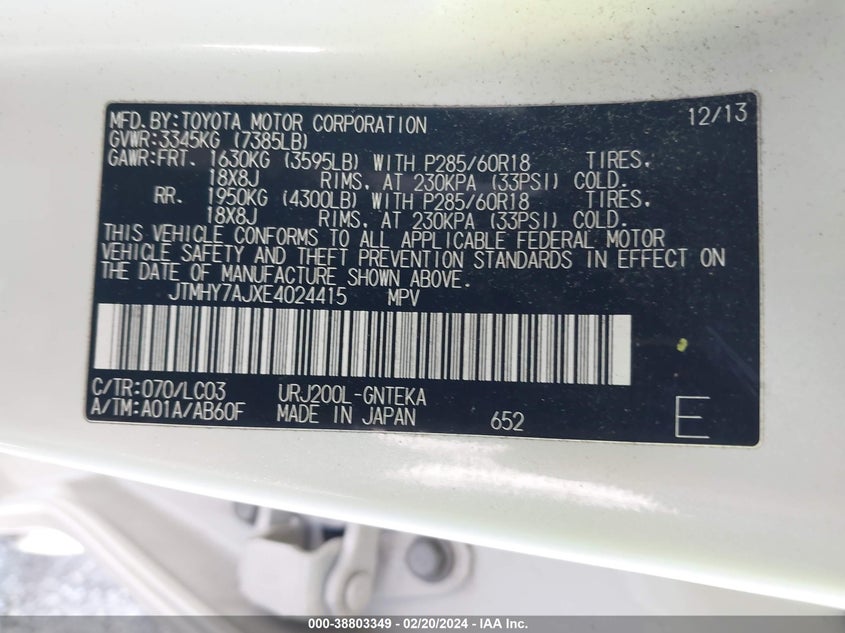 MFD.BY:TOYOTA MOTOR CORPORATION 12/13
GVWR:3345KG (7385LB)
GAWR:FRT. 1630KG (3595LB) WITH P285/60R18 TIRES,
18X8J RIMS, AT 230KPA (33PSI) COLD.
RR. 1950KG (4300LB) WITH P285/60R18 TIRES,
18X8J RIMS, AT 230KPA (33PSI) COLD.
THIS VEHICLE CONFORMS TO ALL APPLICABLE FEDERAL MOTOR
VEHICLE SAFETY AND THEFT PREVENTION STANDARDS IN EFFECT ON
THE DATE OF MANUFACTURE SHOWN ABOVE.
JTMHY7AJXE4024415 MPV
C/TR:070/LC03 URJ200L-GNTEKA
A/TM:A01A/AB60F MADE IN JAPAN 652 E
000-38803349 - 02/20/2024 - IAA Inc.